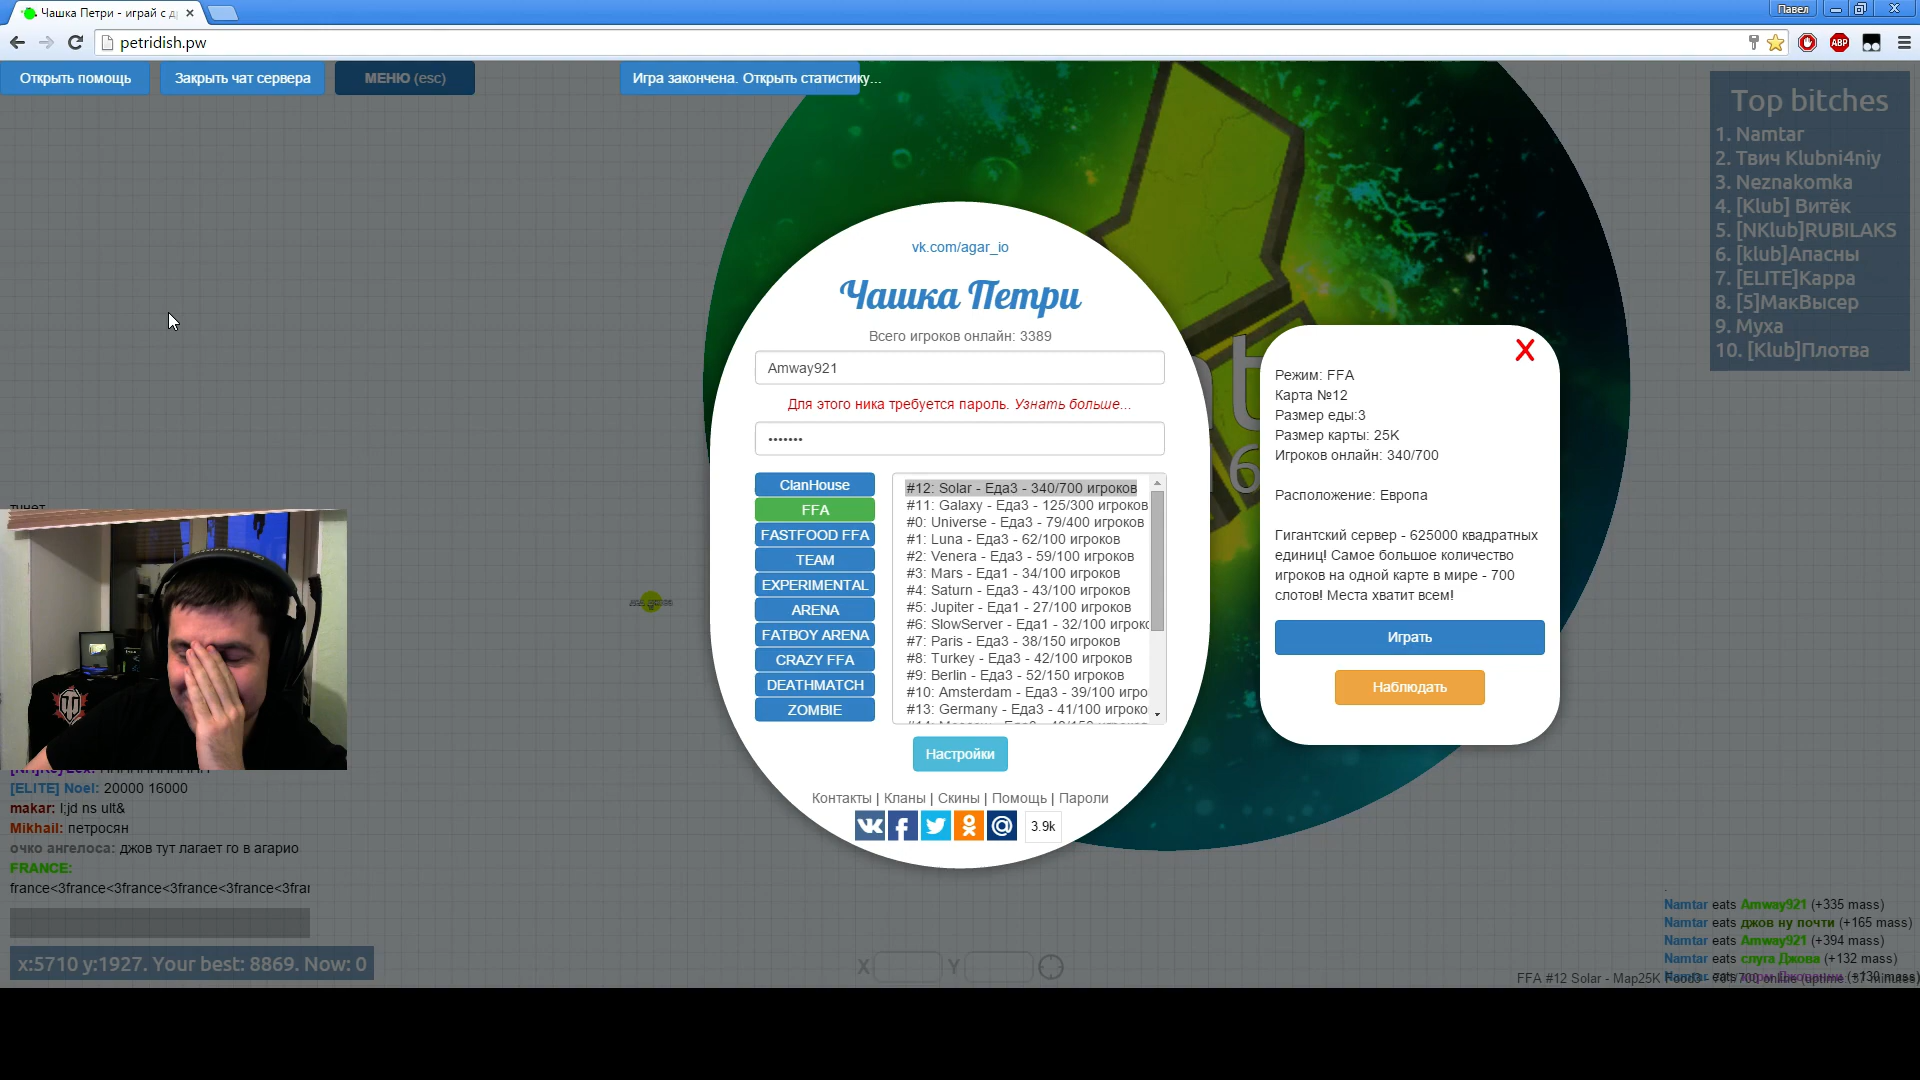 Чашка Петри - играй с д
Павел
petridish.pw
ABP
Открыть помощь
Закрыть чат сервера
МЕНЮ (esc)
Игра закончена. Открыть статистику...
Top bitches
1. Namtar
2. Твич Klubni4niy
3. Neznakomka
4. [Klub] Витёк
5. [NKlub]RUBILAKS
6. [klub]Апасны
7. [ELITE]Карра
8. [5]МакВысер
9. Муха
10. [Klub]Плотва
vk.com/agar_io
Чашка Петри
Всего игроков онлайн: 3389
Amway921
Для этого ника требуется пароль. Узнать больше...
•••••••
ClanHouse
FFA
FASTFOOD FFA
TEAM
EXPERIMENTAL
ARENA
FATBOY ARENA
CRAZY FFA
DEATHMATCH
ZOMBIE
#12: Solar - Еда3 - 340/700 игроков
#11: Galaxy - Еда3 - 125/300 игроков
#0: Universe - Еда3 - 79/400 игроков
#1: Luna - Еда3 - 62/100 игроков
#2: Venera - Еда3 - 59/100 игроков
#3: Mars - Еда1 - 34/100 игроков
#4: Saturn - Еда3 - 43/100 игроков
#5: Jupiter - Еда1 - 27/100 игроков
#6: SlowServer - Еда1 - 32/100 игрокс
#7: Paris - Еда3 - 38/150 игроков
#8: Turkey - Еда3 - 42/100 игроков
#9: Berlin - Еда3 - 52/150 игроков
#10: Amsterdam - Еда3 - 39/100 игро
#13: Germany - Еда3 - 41/100 игроко
Настройки
Контакты | Кланы | Скины | Помощь | Пароли
3.9k
X
Режим: FFA
Карта №12
Размер еды:3
Размер карты: 25K
Игроков онлайн: 340/700
Расположение: Европа
Гигантский сервер - 625000 квадратных
единиц! Самое большое количество
игроков на одной карте в мире - 700
слотов! Места хватит всем!
Играть
Наблюдать
[ELITE] Noel: 20000 16000
makar: l;jd ns ult&
Mikhail: петросян
очко ангелоса: джов тут лагает го в агарио
FRANCE:
france<3france<3france<3france<3france<3frai
x:5710 y:1927. Your best: 8869. Now: 0
X Y
Namtar eats Amway921 (+335 mass)
Namtar eats джов ну почти (+165 mass)
Namtar eats Amway921 (+394 mass)
Namtar eats слуга Джова (+132 mass)
FFA #12 Solar - Map25K